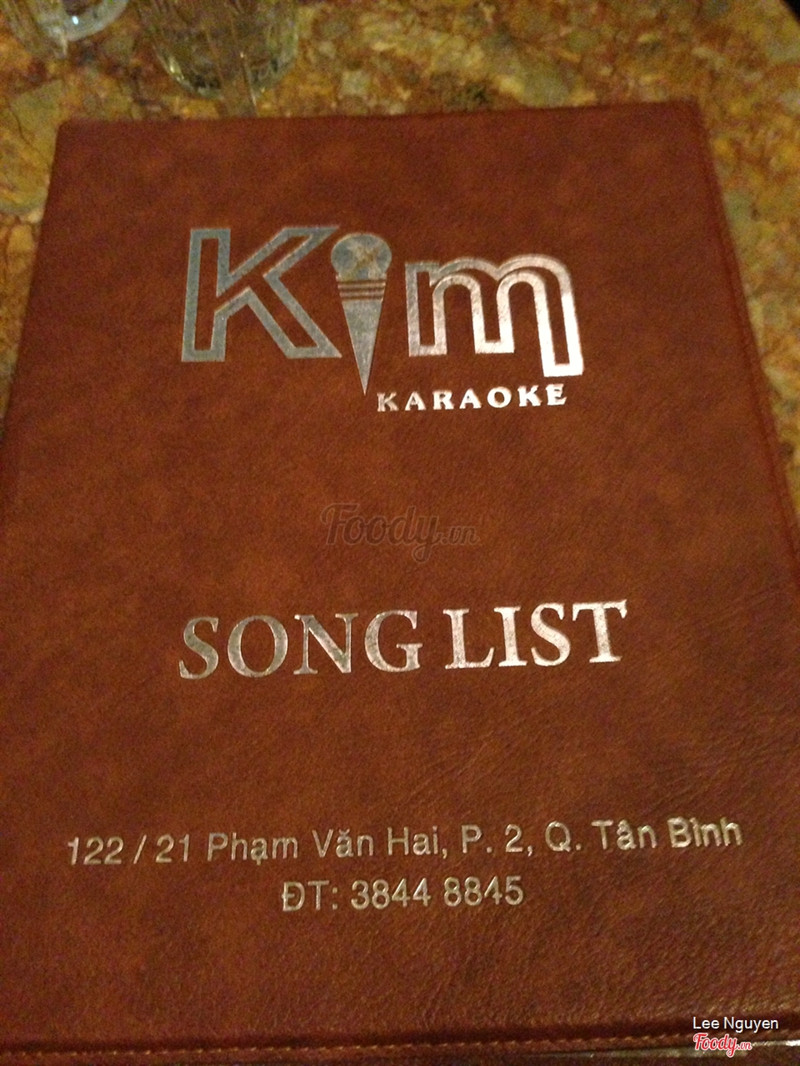 Kim
KARAOKE
Foody.vn
SONG LIST
122 / 21 Phạm Văn Hai, P. 2, Q. Tân Bình
ĐT: 3844 8845
Lee Nguyen
Foody.vn